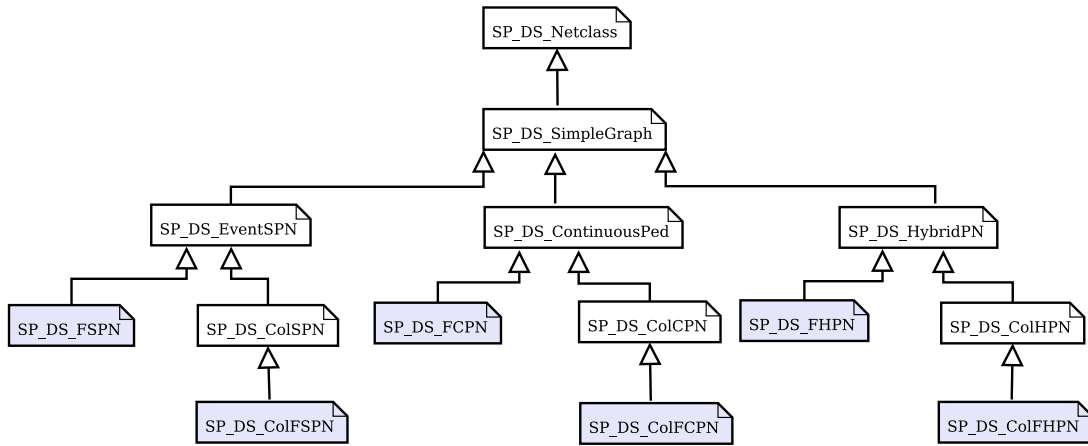 SP_DS_Netclass
SP_DS_SimpleGraph
SP_DS_EventSPN
SP_DS_ContinuousPed
SP_DS_HybridPN
SP_DS_FSPN
SP_DS_ColSPN
SP_DS_FCPN
SP_DS_ColCPN
SP_DS_FHPN
SP_DS_ColHPN
SP_DS_ColFSPN
SP_DS_ColFCPN
SP_DS_ColFHPN